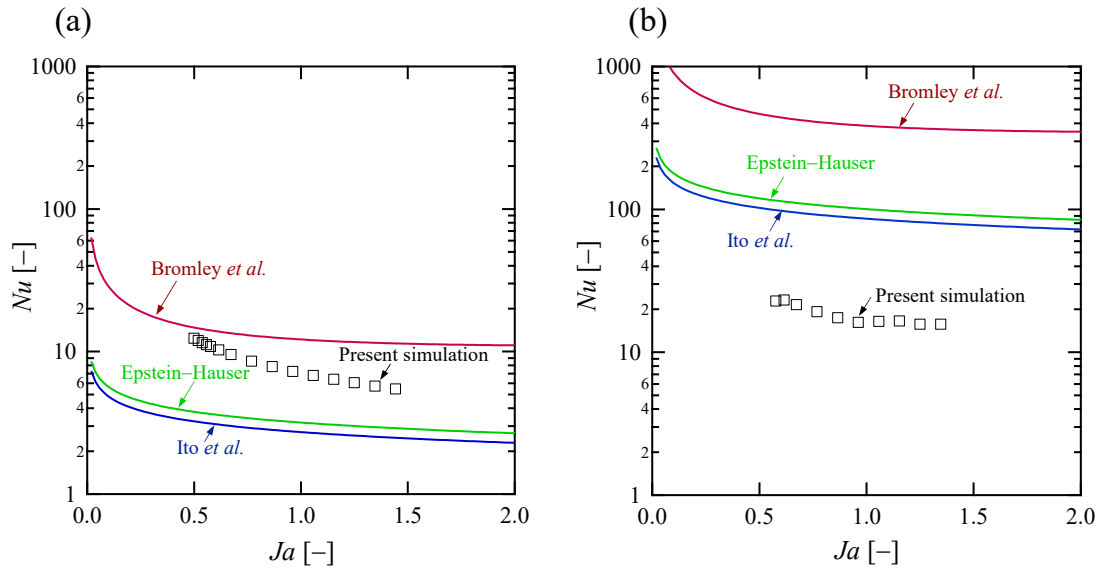 (a)
1000
6
4
2
100
6
4
2
10
6
4
2
1
Nu [–]
Bromley et al.
Present simulation
Epstein–Hauser
Ito et al.
0.0 0.5 1.0 1.5 2.0
Ja [–]
(b)
1000
6
4
2
100
6
4
2
10
6
4
2
1
Nu [–]
Bromley et al.
Epstein–Hauser
Ito et al.
Present simulation
0.0 0.5 1.0 1.5 2.0
Ja [–]